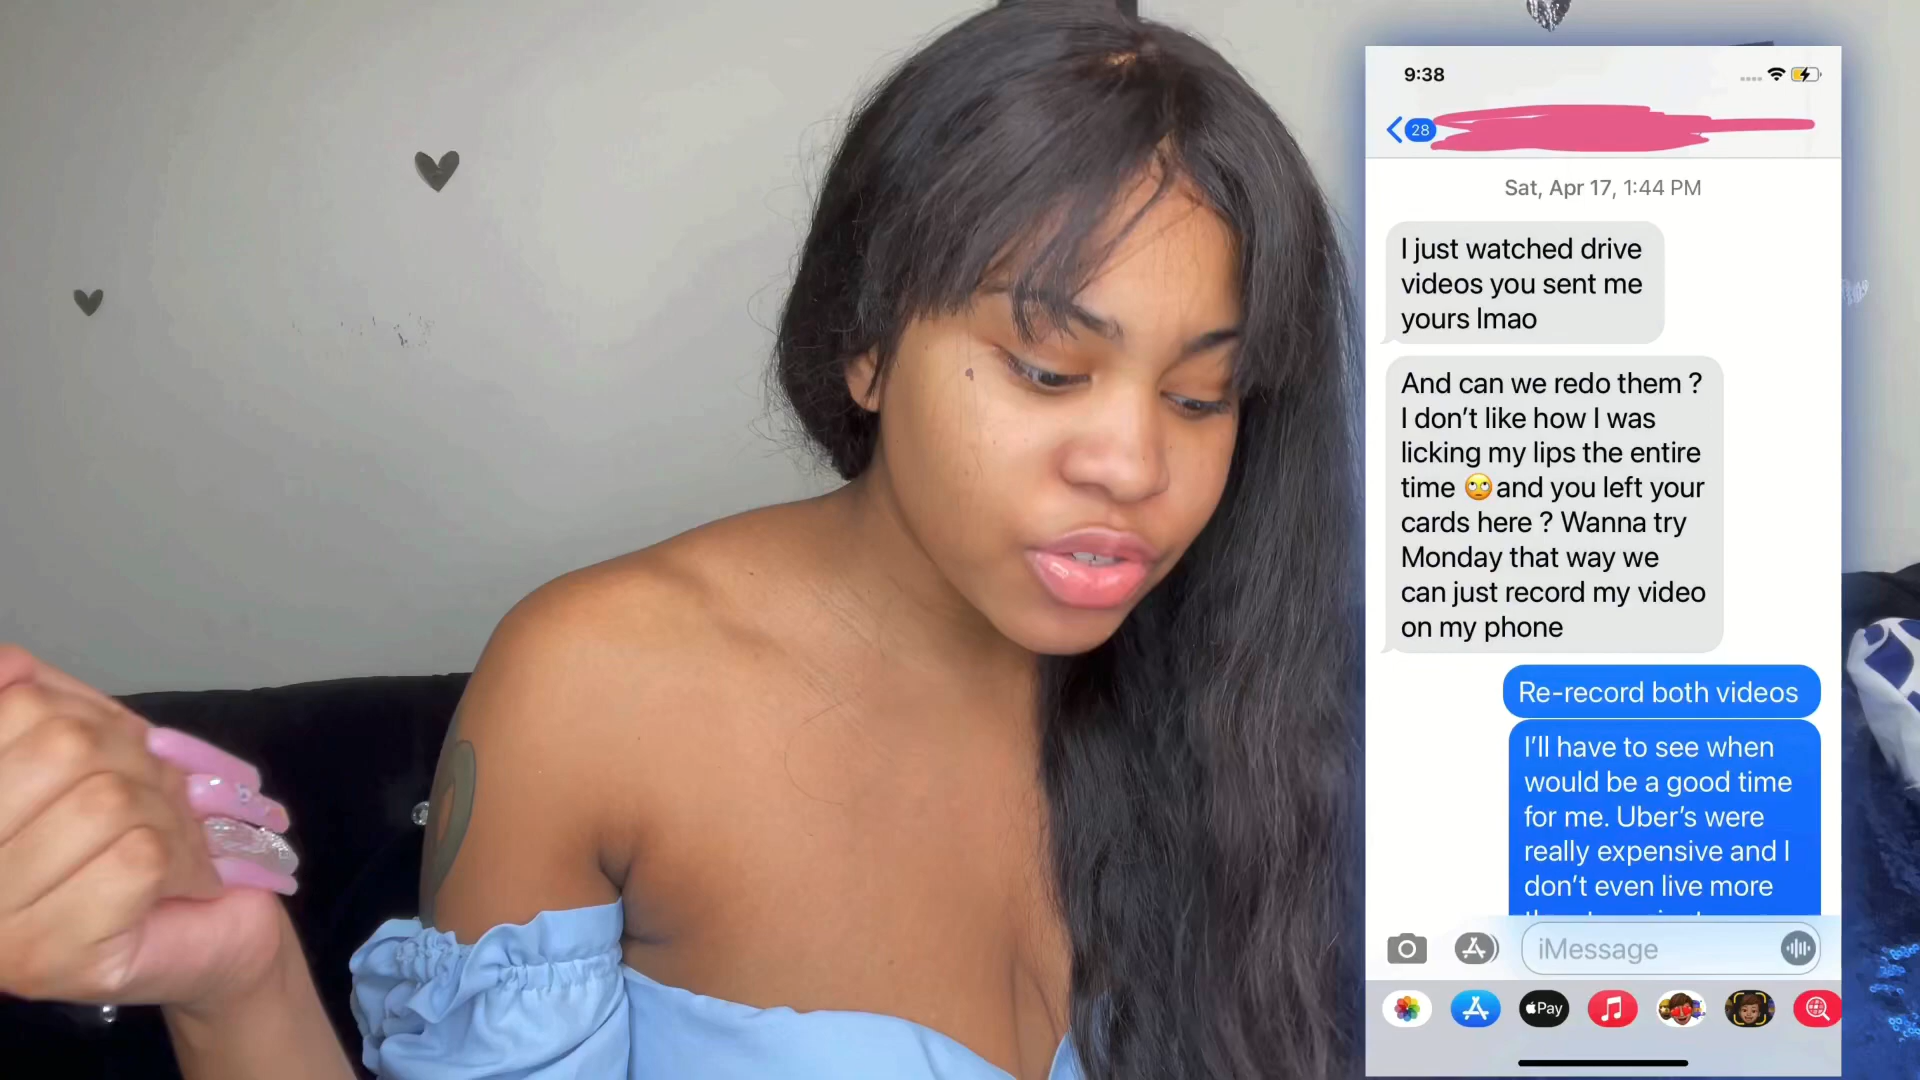 9:38
28
Sat, Apr 17, 1:44 PM
I just watched drive
videos you sent me
yours lmao
And can we redo them ?
I don’t like how I was
licking my lips the entire
time 🙄and you left your
cards here ? Wanna try
Monday that way we
can just record my video
on my phone
Re-record both videos
I’ll have to see when
would be a good time
for me. Uber’s were
really expensive and I
don’t even live more
iMessage
Pay